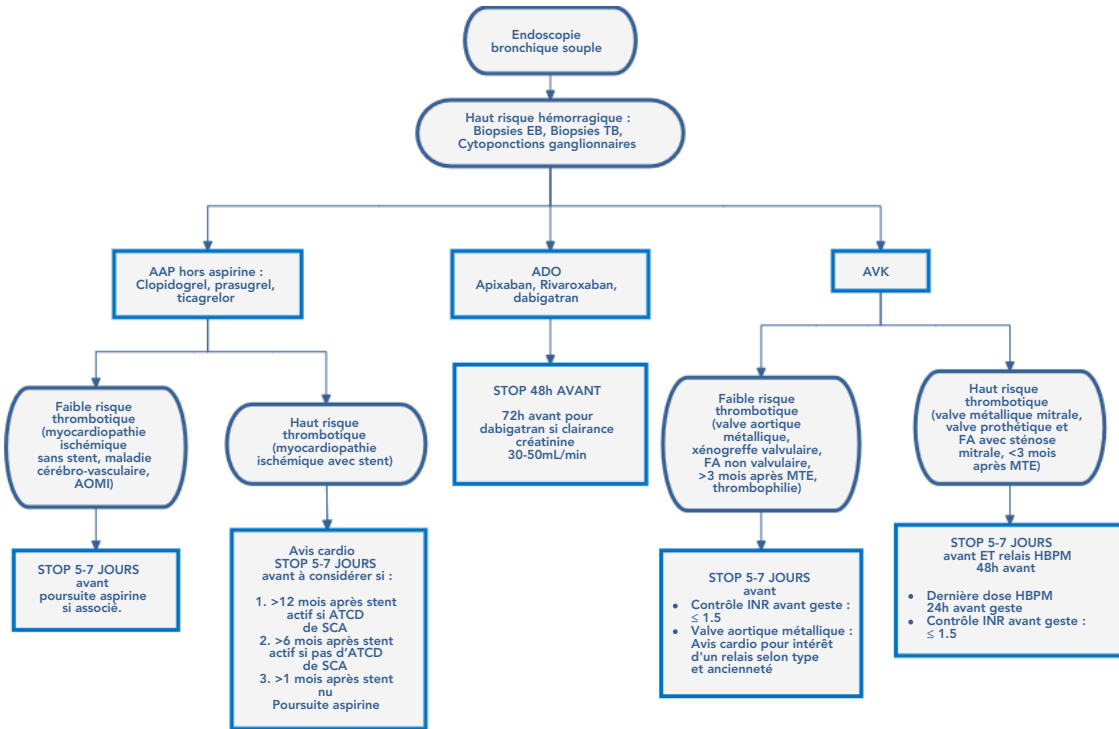 Endoscopie
bronchique souple
Haut risque hémorragique :
Biopsies EB, Biopsies TB,
Cytoponctions ganglionnaires
AAP hors aspirine :
Clopidogrel, prasugrel,
ticagrelor
ADO
Apixaban, Rivaroxaban,
dabigatran
AVK
Faible risque
thrombotique
(myocardiopathie
ischémique
sans stent, maladie
cérébro-vasculaire,
AOMI)
Haut risque
thrombotique
(myocardiopathie
ischémique avec stent)
STOP 48h AVANT
72h avant pour
dabigatran si clairance
créatinine
30-50mL/min
Faible risque
thrombotique
(valve aortique
métallique,
xénogreffe valvulaire,
FA non valvulaire,
>3 mois après MTE,
thrombophilie)
Haut risque
thrombotique
(valve métallique mitrale,
valve prothétique et
FA avec sténose
mitrale, <3 mois
après MTE)
STOP 5-7 JOURS
avant
poursuite aspirine
si associé.
Avis cardio
STOP 5-7 JOURS
avant à considérer si :
1. >12 mois après stent
actif si ATCD
de SCA
2. >6 mois après stent
actif si pas d'ATCD
de SCA
3. >1 mois après stent
nu
Poursuite aspirine
STOP 5-7 JOURS
avant
• Contrôle INR avant geste :
≤ 1.5
• Valve aortique métallique :
Avis cardio pour intérêt
d'un relais selon type
et ancienneté
STOP 5-7 JOURS
avant ET relais HBPM
48h avant
• Dernière dose HBPM
24h avant geste
• Contrôle INR avant geste :
≤ 1.5